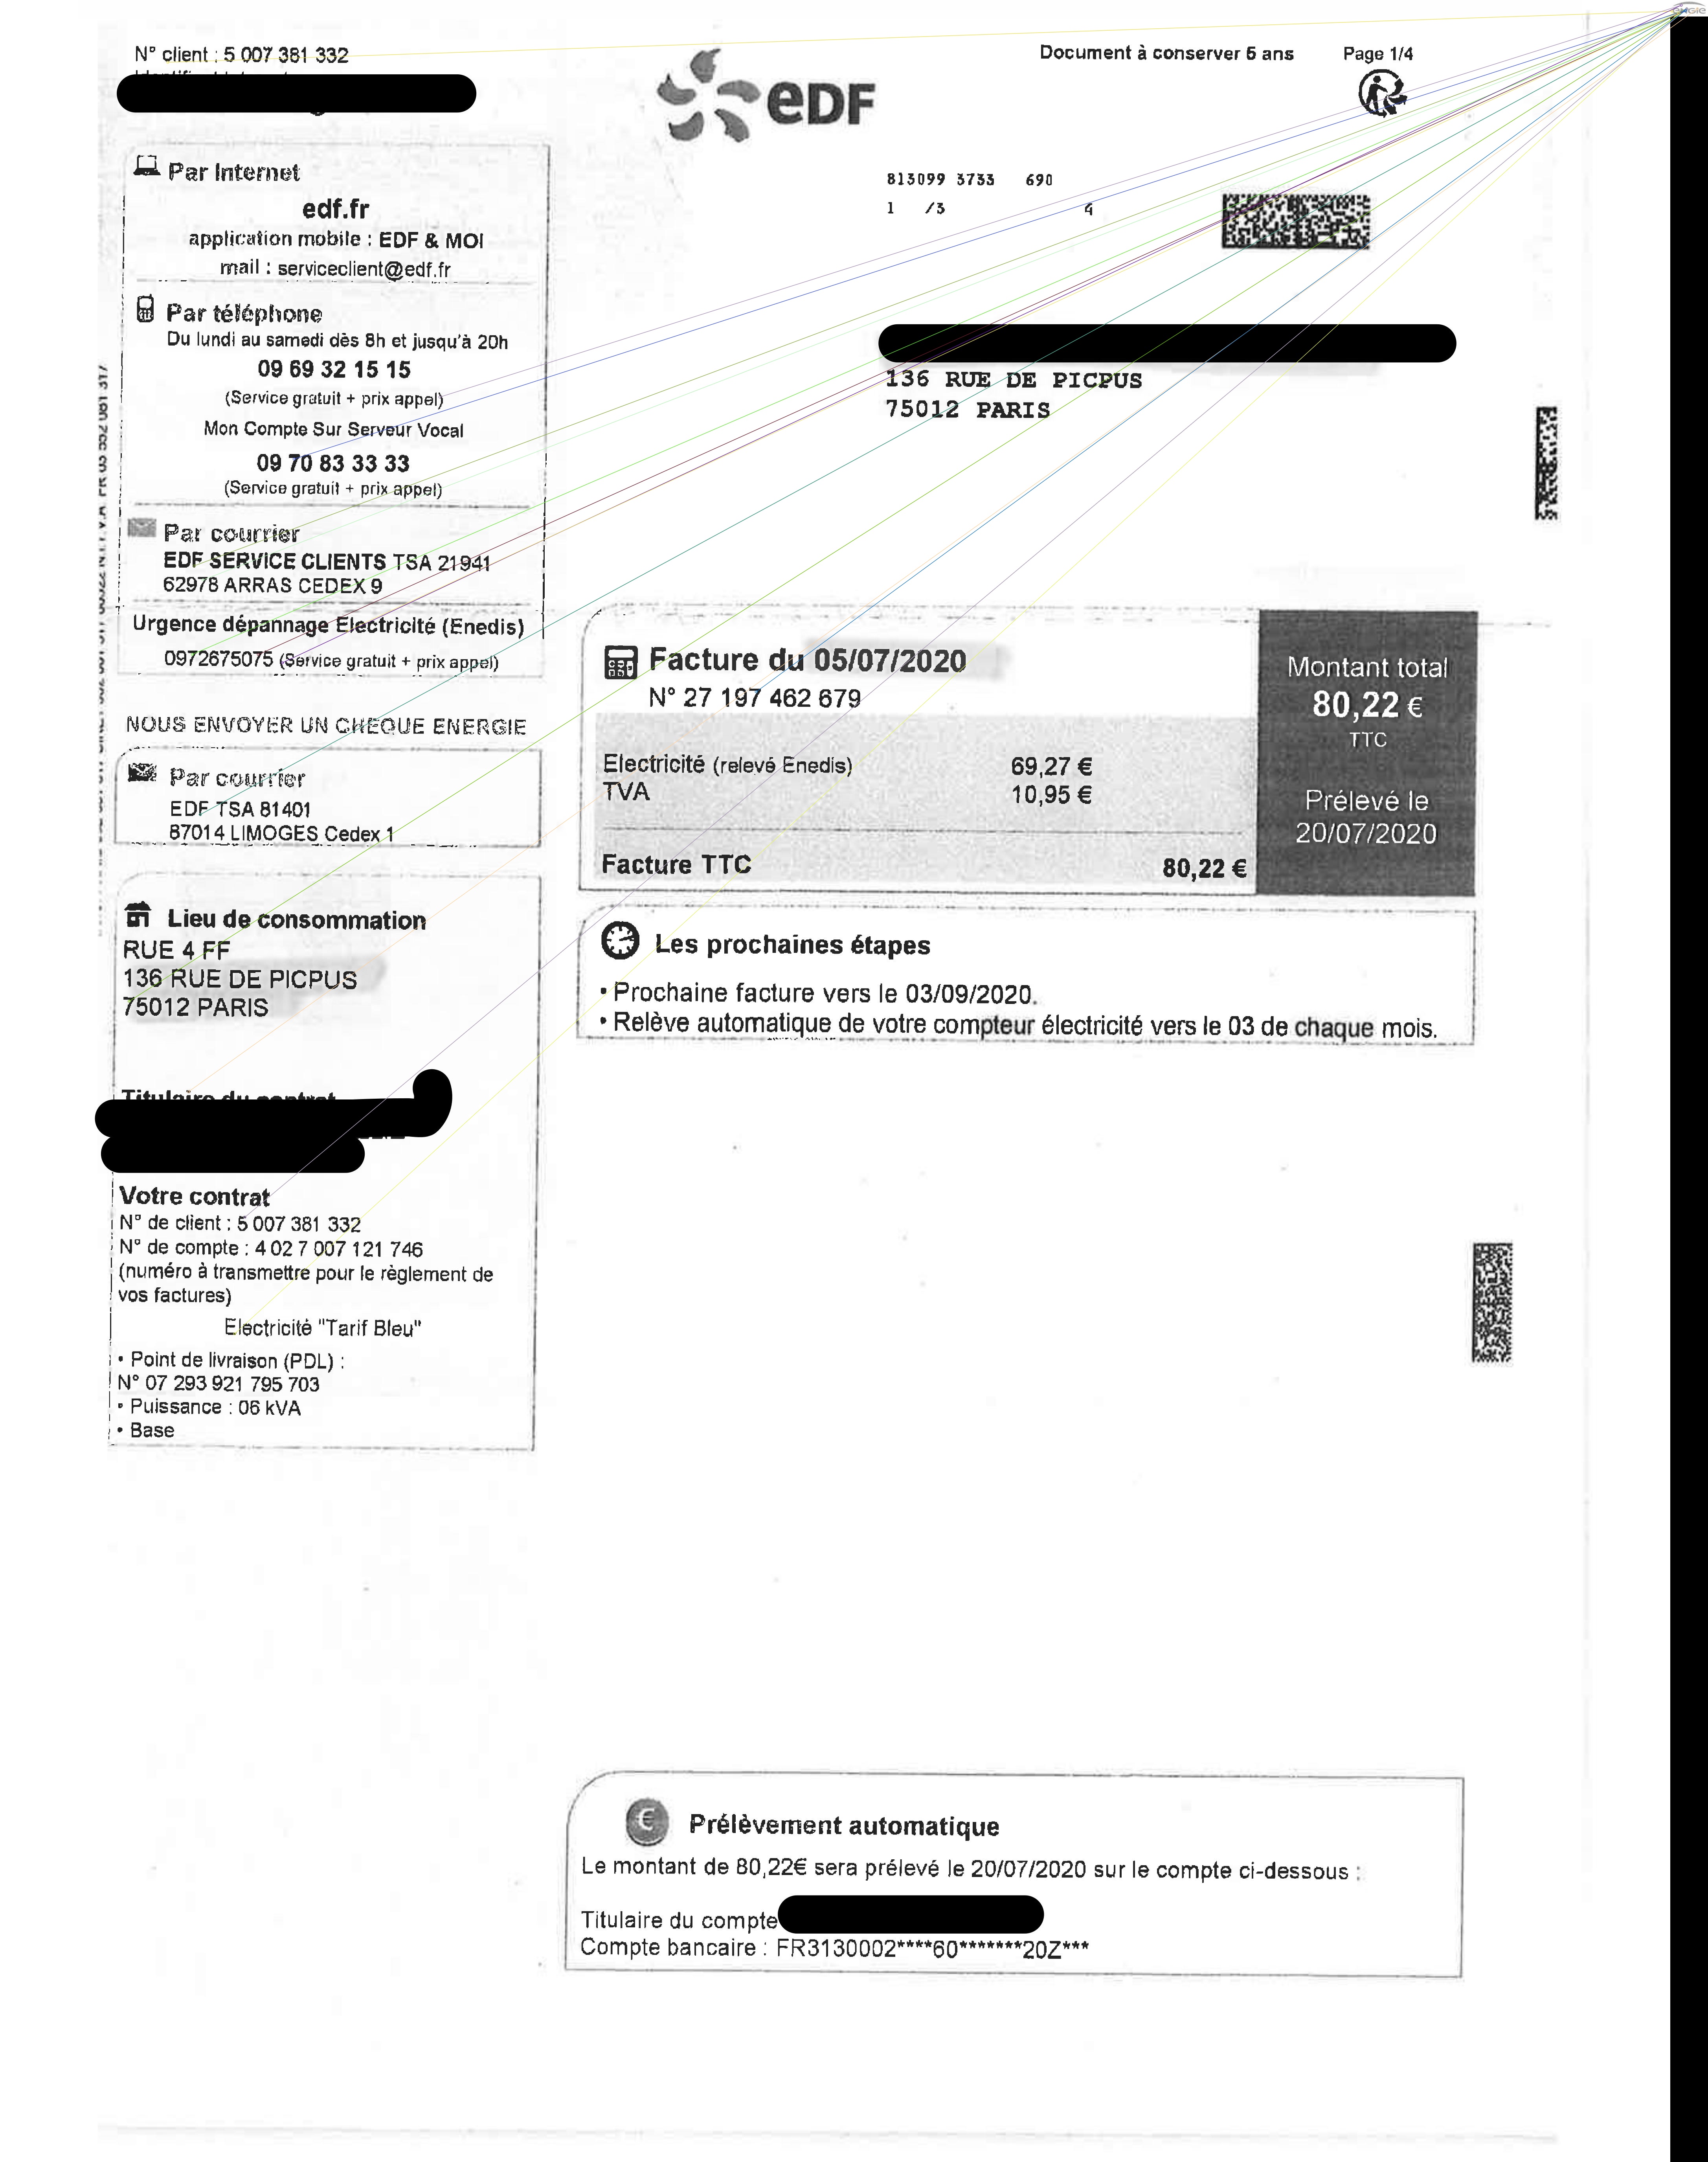 N° client : 5 007 381 332
eDF
Document à conserver 5 ans
Page 1/4
engie
Par Internet
edf.fr
application mobile : EDF & MOI
mail : serviceclient@edf.fr
Par téléphone
Du lundi au samedi dès 8h et jusqu'à 20h
09 69 32 15 15
(Service gratuit + prix appel)
Mon Compte Sur Serveur Vocal
09 70 83 33 33
(Service gratuit + prix appel)
Par courrier
EDF SERVICE CLIENTS TSA 21941
62978 ARRAS CEDEX 9
Urgence dépannage Electricité (Enedis)
0972675075 (Service gratuit + prix appel)
NOUS ENVOYER UN CHEQUE ENERGIE
Par courrier
EDF TSA 81401
87014 LIMOGES Cedex 1
Lieu de consommation
RUE 4 FF
136 RUE DE PICPUS
75012 PARIS
Titulaire du contrat
Votre contrat
N° de client : 5 007 381 332
N° de compte : 4 02 7 007 121 746
(numéro à transmettre pour le règlement de
vos factures)
Electricité "Tarif Bleu"
• Point de livraison (PDL) :
N° 07 293 921 795 703
• Puissance : 06 kVA
• Base
813099 3733 690
1 /3 4
136 RUE DE PICPUS
75012 PARIS
Facture du 05/07/2020
N° 27 197 462 679
Electricité (relevé Enedis) 69,27 €
TVA 10,95 €
Facture TTC 80,22 €
Montant total
80,22 €
TTC
Prélevé le
20/07/2020
Les prochaines étapes
• Prochaine facture vers le 03/09/2020.
• Relève automatique de votre compteur électricité vers le 03 de chaque mois.
€ Prélèvement automatique
Le montant de 80,22€ sera prélevé le 20/07/2020 sur le compte ci-dessous :
Titulaire du compte
Compte bancaire : FR3130002****60*******20Z***